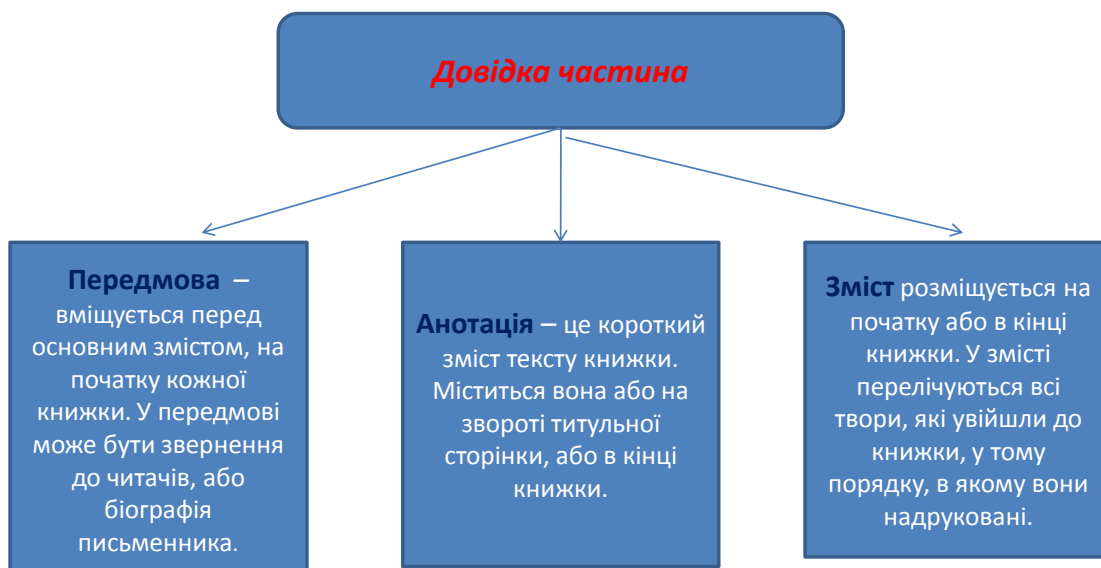 Довідка частина
Передмова –
вміщується перед
основним змістом, на
початку кожної
книжки. У передмові
може бути звернення
до читачів, або
біографія
письменника.
Анотація – це короткий
зміст тексту книжки.
Міститься вона або на
звороті титульної
сторінки, або в кінці
книжки.
Зміст розміщується на
початку або в кінці
книжки. У змісті
перелічуються всі
твори, які увійшли до
книжки, у тому
порядку, в якому вони
надруковані.